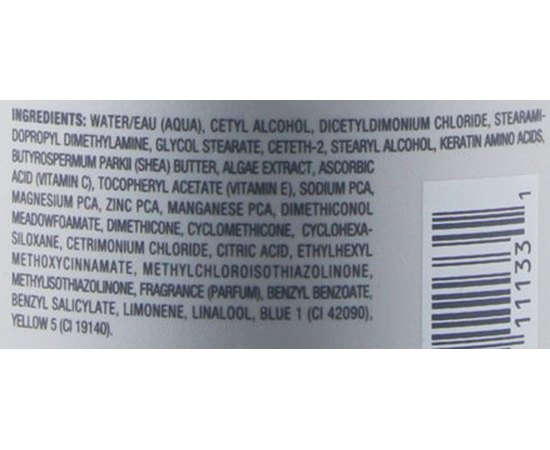 INGREDIENTS: WATER/EAU (AQUA), CETYL ALCOHOL, DICETYLDIMONIUM CHLORIDE, STEARAMI-
DOPROPYL DIMETHYLAMINE, GLYCOL STEARATE, CETETH-2, STEARYL ALCOHOL, KERATIN AMINO ACIDS,
BUTYROSPERMUM PARKII (SHEA) BUTTER, ALGAE EXTRACT, ASCORBIC
ACID (VITAMIN C), TOCOPHERYL ACETATE (VITAMIN E), SODIUM PCA,
MAGNESIUM PCA, ZINC PCA, MANGANESE PCA, DIMETHICONOL
MEADOWFOAMATE, DIMETHICONE, CYCLOMETHICONE, CYCLOHEXA-
SILOXANE, CETRIMONIUM CHLORIDE, CITRIC ACID, ETHYLHEXYL
METHOXYCINNAMATE, METHYLCHLOROISOTHIAZOLINONE,
METHYLISOTHIAZOLINONE, FRAGRANCE (PARFUM), BENZYL BENZOATE,
BENZYL SALICYLATE, LIMONENE, LINALOOL, BLUE 1 (CI 42090),
YELLOW 5 (CI 19140).
11133 1